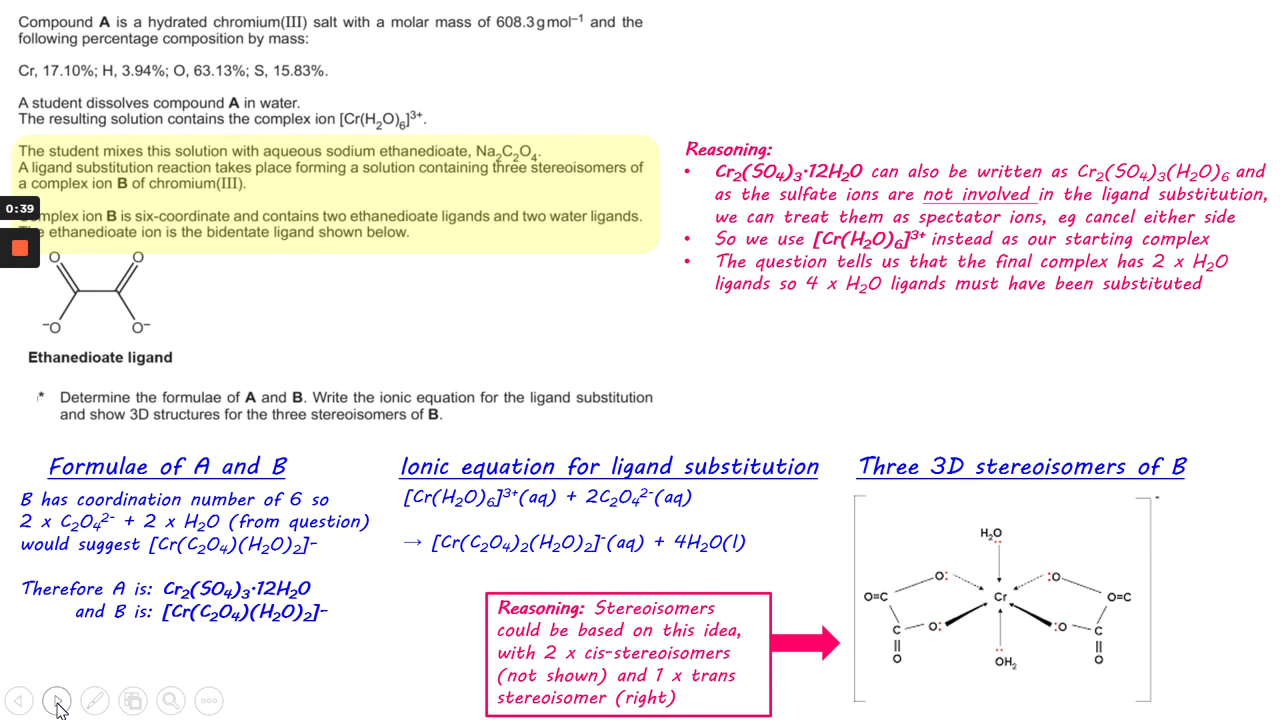 Compound A is a hydrated chromium(III) salt with a molar mass of 608.3 g mol⁻¹ and the
following percentage composition by mass:
Cr, 17.10%; H, 3.94%; O, 63.13%; S, 15.83%.
A student dissolves compound A in water.
The resulting solution contains the complex ion [Cr(H₂O)₆]³⁺.
The student mixes this solution with aqueous sodium ethanedioate, Na₂C₂O₄.
A ligand substitution reaction takes place forming a solution containing three stereoisomers of
a complex ion B of chromium(III).
0:39
Complex ion B is six-coordinate and contains two ethanedioate ligands and two water ligands.
The ethanedioate ion is the bidentate ligand shown below.
O O
⁻O O⁻
Ethanedioate ligand
* Determine the formulae of A and B. Write the ionic equation for the ligand substitution
and show 3D structures for the three stereoisomers of B.
Reasoning:
• Cr₂(SO₄)₃•12H₂O can also be written as Cr₂(SO₄)₃(H₂O)₆ and
as the sulfate ions are not involved in the ligand substitution,
we can treat them as spectator ions, eg cancel either side
• So we use [Cr(H₂O)₆]³⁺ instead as our starting complex
• The question tells us that the final complex has 2 x H₂O
ligands so 4 x H₂O ligands must have been substituted
Formulae of A and B
B has coordination number of 6 so
2 x C₂O₄²⁻ + 2 x H₂O (from question)
would suggest [Cr(C₂O₄)(H₂O)₂]⁻
Therefore A is: Cr₂(SO₄)₃•12H₂O
and B is: [Cr(C₂O₄)(H₂O)₂]⁻
Ionic equation for ligand substitution
[Cr(H₂O)₆]³⁺(aq) + 2C₂O₄²⁻(aq)
→ [Cr(C₂O₄)₂(H₂O)₂]⁻(aq) + 4H₂O(l)
Reasoning: Stereoisomers
could be based on this idea,
with 2 x cis-stereoisomers
(not shown) and 1 x trans
stereoisomer (right)
Three 3D stereoisomers of B
-
H₂O
O: :O
O=C Cr O=C
C O: :O C
O OH₂ O